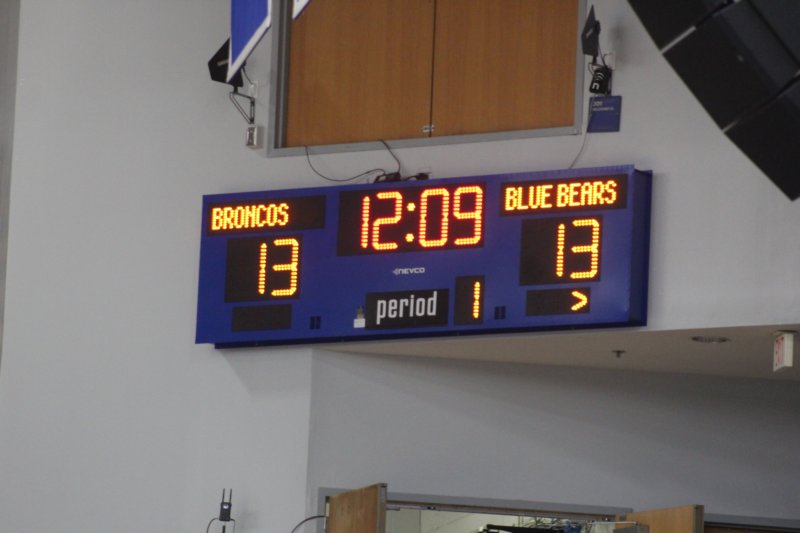 BRONCOS
12:09
BLUE BEARS
13
13
NEVCO
period
1
>